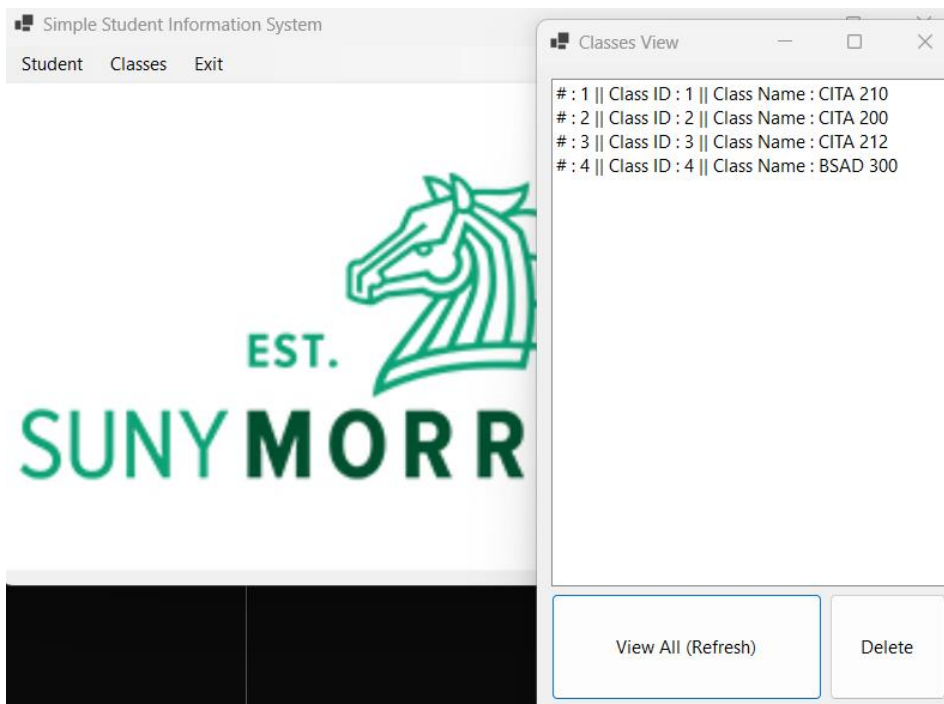 Simple Student Information System
Student Classes Exit
EST.
SUNY MORR
Classes View
# : 1 || Class ID : 1 || Class Name : CITA 210
# : 2 || Class ID : 2 || Class Name : CITA 200
# : 3 || Class ID : 3 || Class Name : CITA 212
# : 4 || Class ID : 4 || Class Name : BSAD 300
View All (Refresh)
Delete